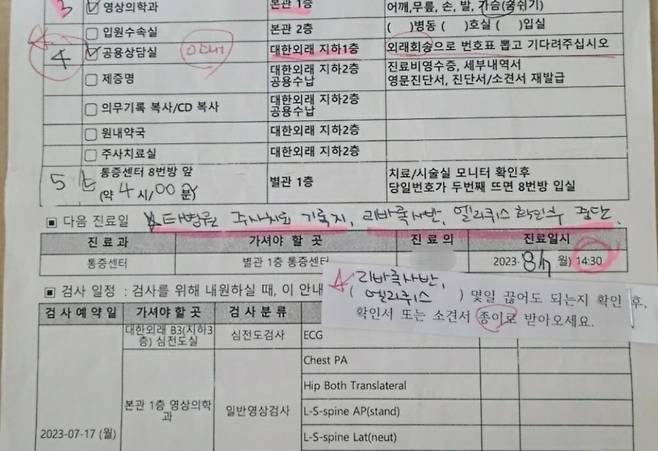 3 영상의학과 본관 1층 어깨,무릎, 손, 발, 가슴(숨쉬기)
입원수속실 본관 2층 ( )병동 ( )호실 ( )입실
4 공용상담실 대한외래 지하1층 외래회송으로 번호표 뽑고 기다려주십시오
제증명 대한외래 지하2층 공용수납 진료비영수증, 세부내역서
영문진단서, 진단서/소견서 재발급
의무기록 복사/CD 복사 대한외래 지하2층 공용수납
원내약국 대한외래 지하2층
주사치료실 대한외래 지하2층
5 통증센터 8번방 앞
(약 4시/00분) 별관 1층 치료/시술실 모니터 확인후
당일번호가 두번째 뜨면 8번방 입실
▣ 다음 진료일 타병원 주사치료 기록지, 리바록사반, 엘리퀴스 확인후 중단.
진 료 과 가셔야 할 곳 진 료 의 진료일시
통증센터 별관 1층 통증센터 2023- 월) 14:30
▣ 검사 일정 : 검사를 위해 내원하실 때, 이 안내
리바록사반,
( 엘리퀴스 ) 몇일 끊어도 되는지 확인 후,
확인서 또는 소견서 종이로 받아오세요.
검사예약일 가셔야할 곳 검사분류
대한외래 B3(지하3층) 심전도실 심전도검사 ECG
2023-07-17 (월) 본관 1층 영상의학과 일반영상검사 Chest PA
Hip Both Translateral
L-S-spine AP(stand)
L-S-spine Lat(neut)